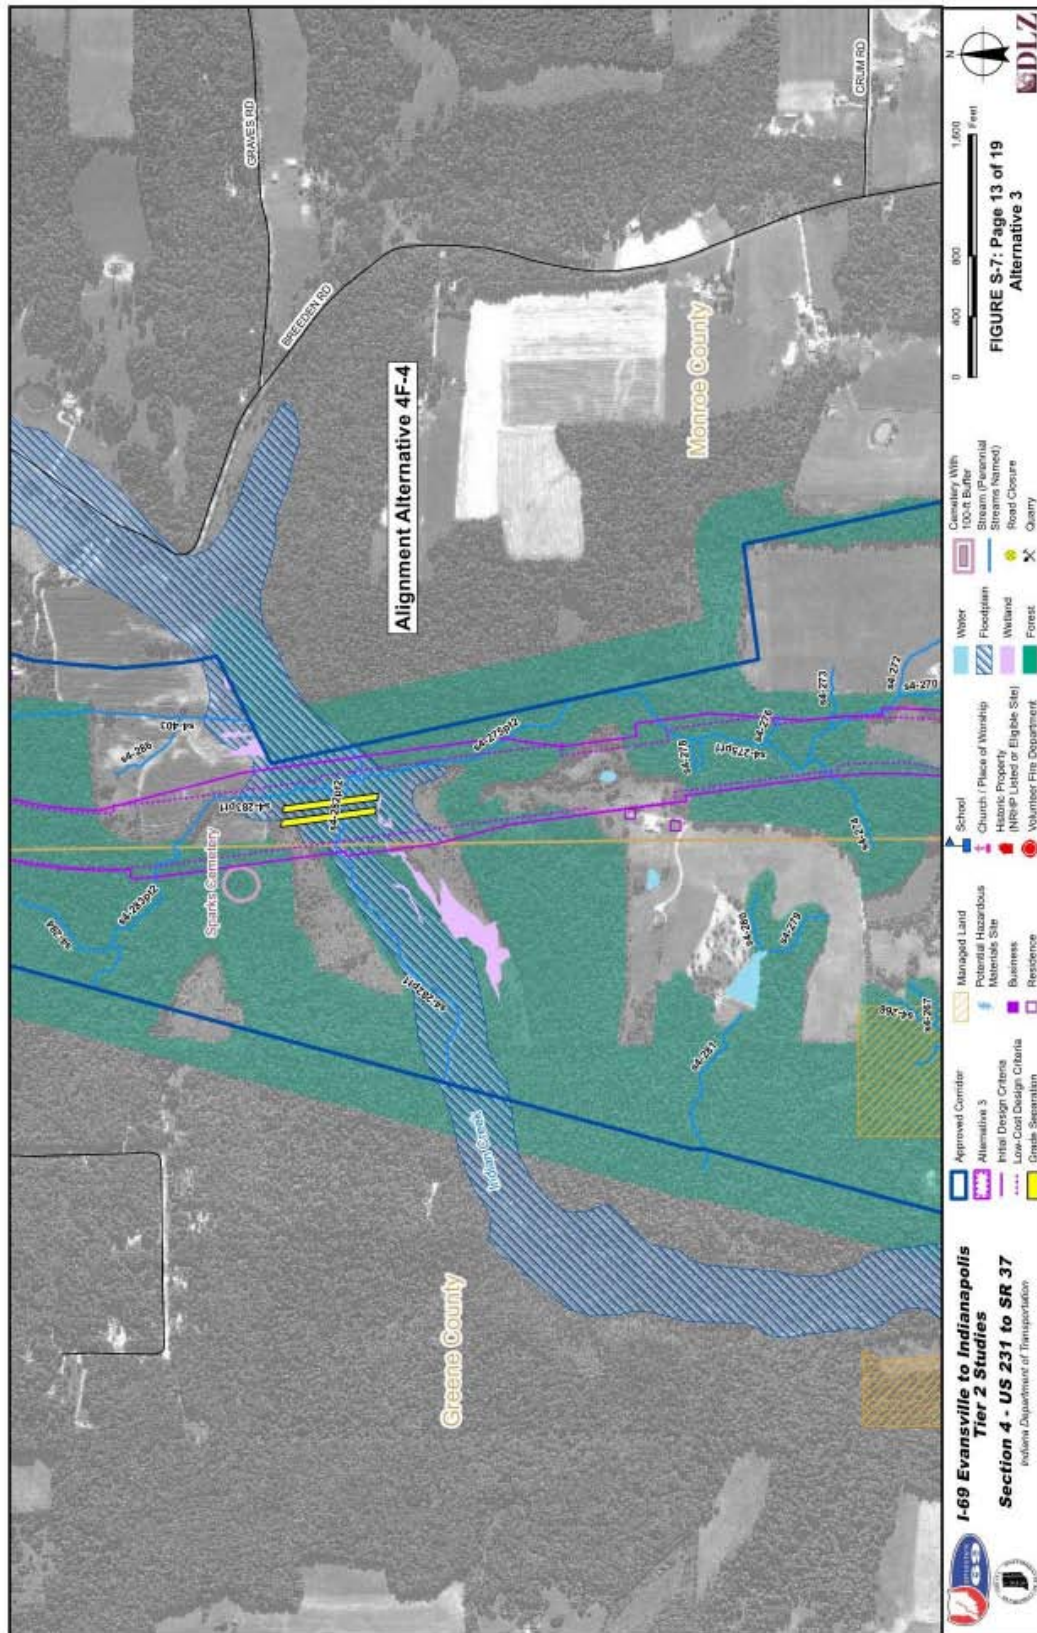 GRAVES RD
BREEDEN RD
CRUM RD
Alignment Alternative 4F-4
Monroe County
Greene County
Indian Creek
Sparks Cemetery
s4-284
s4-283pt2
s4-283pt1
s4-286
s4-403
s4-282pt2
s4-282pt1
s4-275pt2
s4-278
s4-275pt1
s4-276
s4-273
s4-272
s4-270
s4-274
s4-280
s4-279
s4-281
s4-267
I-69 Evansville to Indianapolis
Tier 2 Studies
Section 4 - US 231 to SR 37
Indiana Department of Transportation
Approved Corridor
Alternative 3
Initial Design Criteria
Low-Cost Design Criteria
Grade Separation
Managed Land
Potential Hazardous
Materials Site
Business
Residence
School
Church / Place of Worship
Historic Property
(NRHP Listed or Eligible Site)
Volunteer Fire Department
Water
Floodplain
Wetland
Forest
Cemetery With
100-ft Buffer
Stream (Perennial
Streams Named)
Road Closure
Quarry
0 400 800 1,600
Feet
FIGURE S-7: Page 13 of 19
Alternative 3
N
DLZ